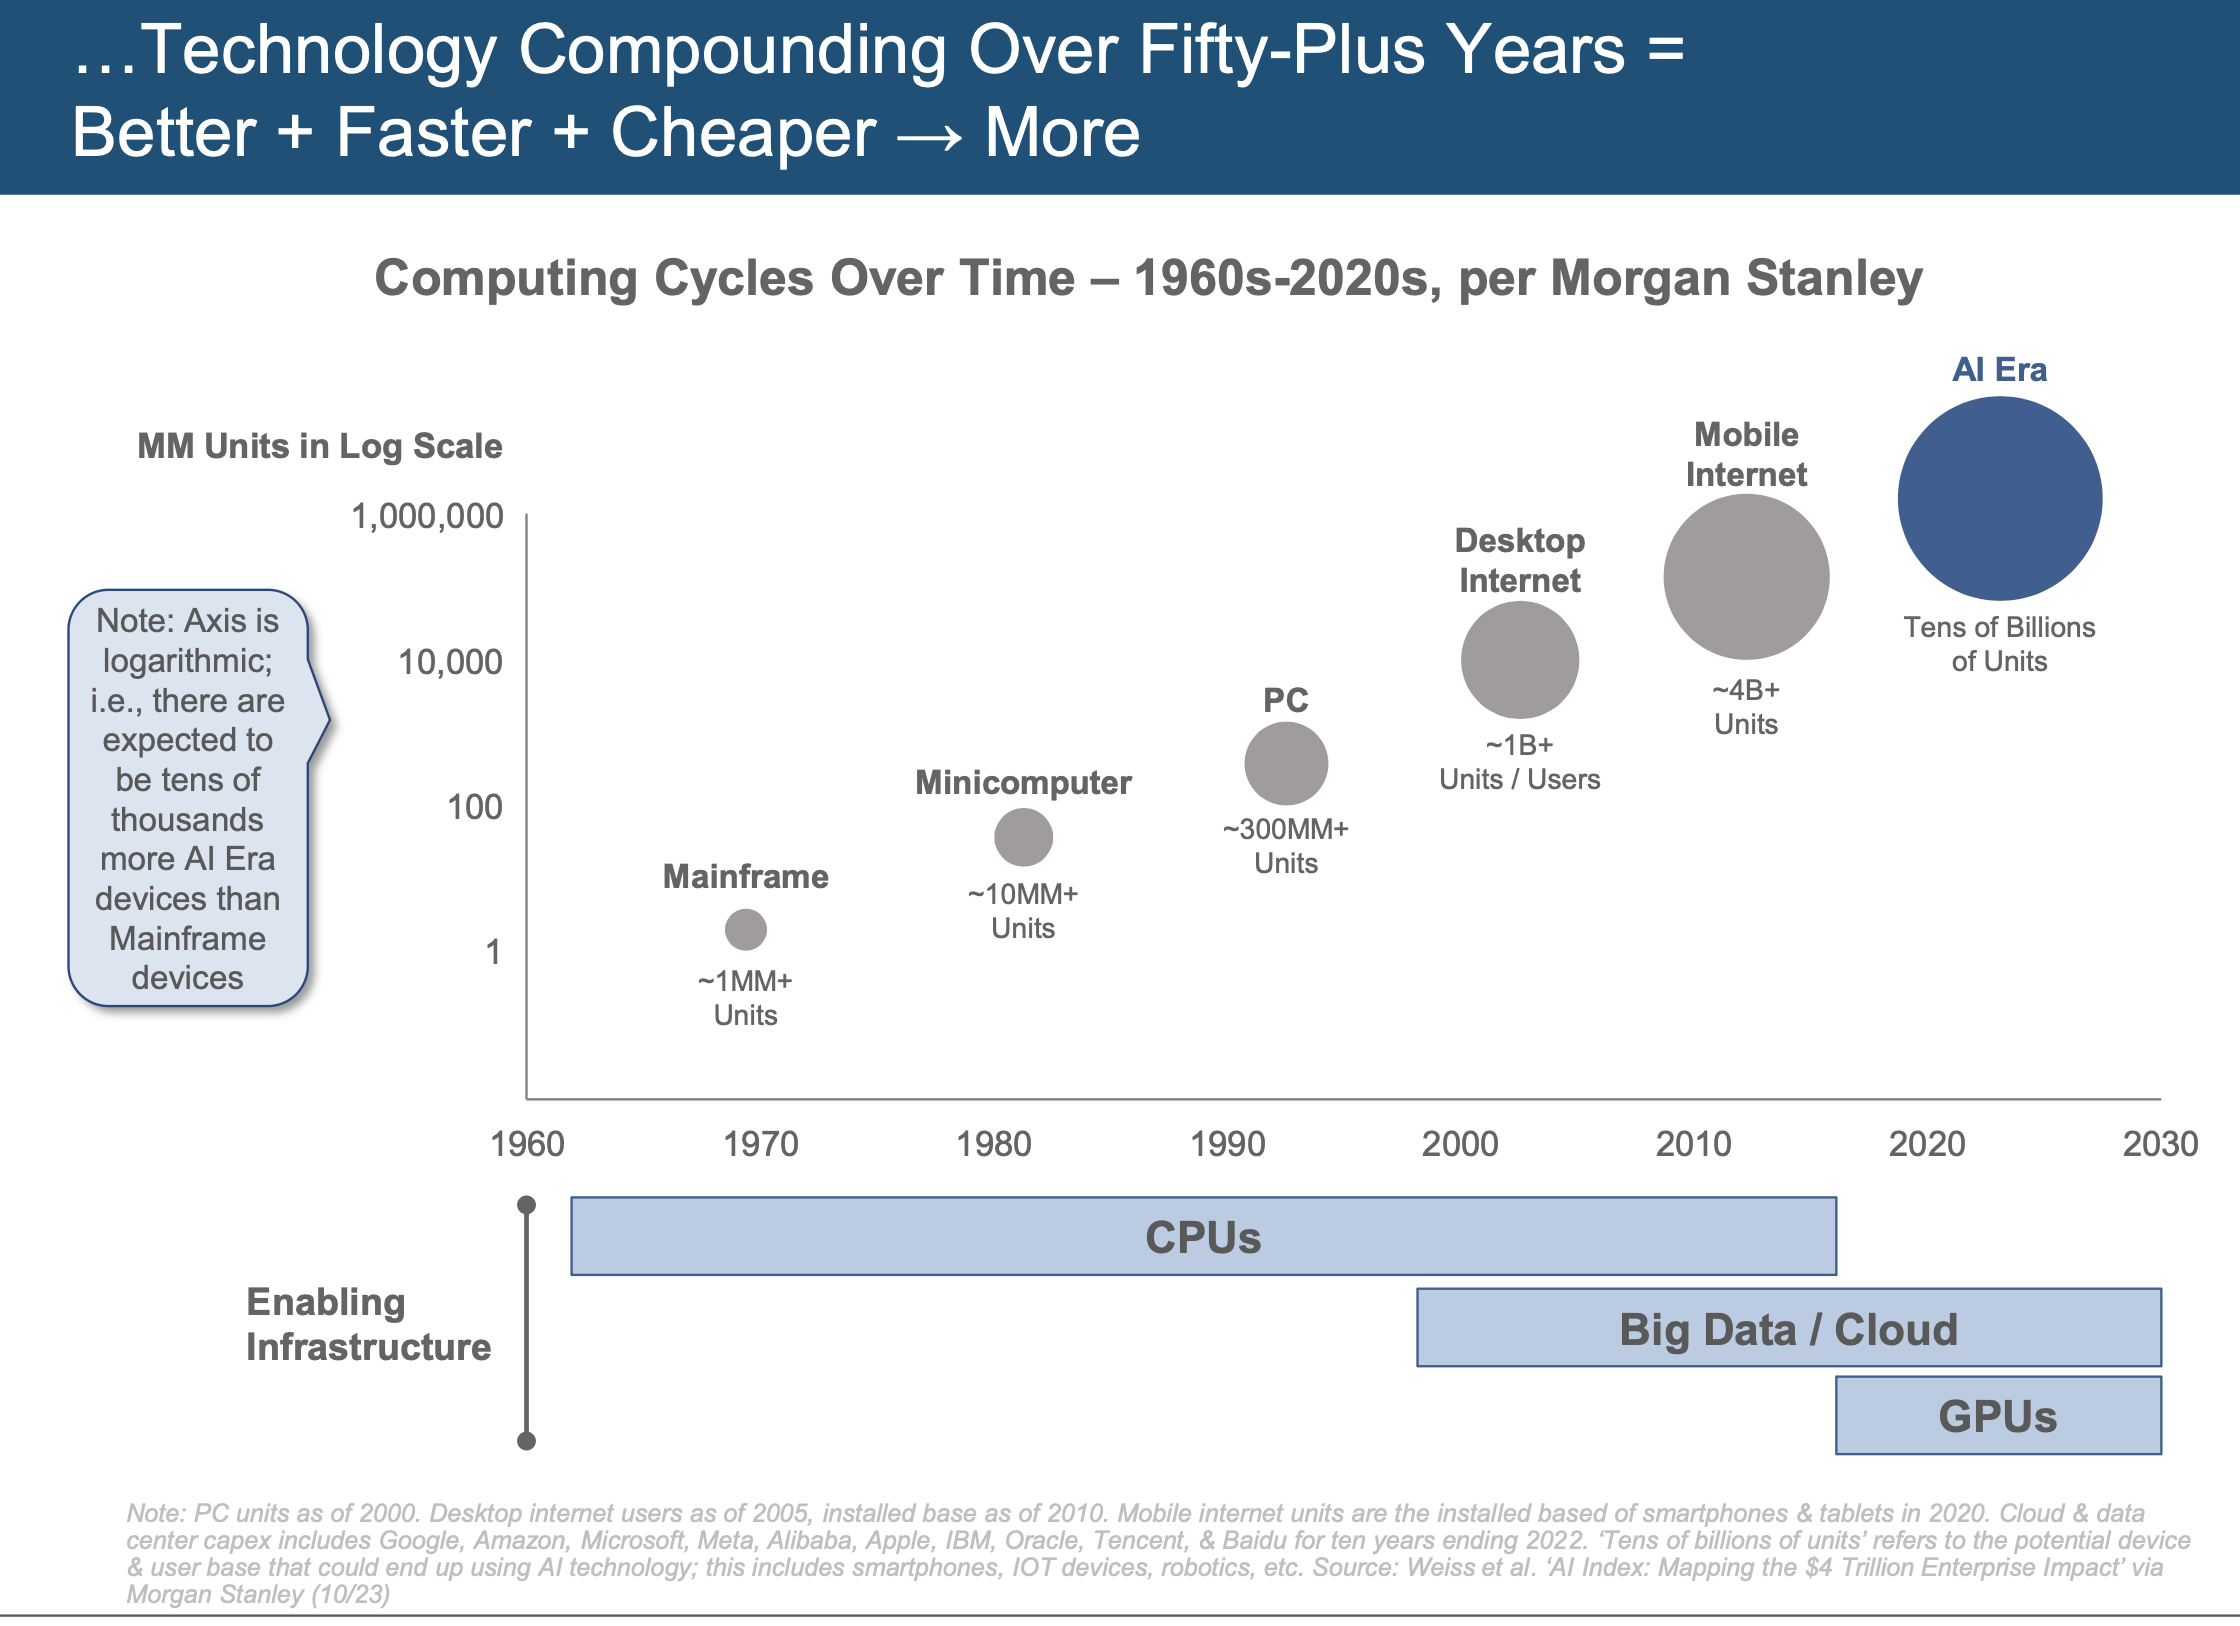 …Technology Compounding Over Fifty-Plus Years =
Better + Faster + Cheaper → More
Computing Cycles Over Time – 1960s-2020s, per Morgan Stanley
MM Units in Log Scale
1,000,000
10,000
100
1
Note: Axis is
logarithmic;
i.e., there are
expected to
be tens of
thousands
more AI Era
devices than
Mainframe
devices
Mainframe
~1MM+
Units
Minicomputer
~10MM+
Units
PC
~300MM+
Units
Desktop
Internet
~1B+
Units / Users
Mobile
Internet
~4B+
Units
AI Era
Tens of Billions
of Units
1960 1970 1980 1990 2000 2010 2020 2030
Enabling
Infrastructure
CPUs
Big Data / Cloud
GPUs
Note: PC units as of 2000. Desktop internet users as of 2005, installed base as of 2010. Mobile internet units are the installed based of smartphones & tablets in 2020. Cloud & data
center capex includes Google, Amazon, Microsoft, Meta, Alibaba, Apple, IBM, Oracle, Tencent, & Baidu for ten years ending 2022. ‘Tens of billions of units’ refers to the potential device
& user base that could end up using AI technology; this includes smartphones, IOT devices, robotics, etc. Source: Weiss et al. ‘AI Index: Mapping the $4 Trillion Enterprise Impact’ via
Morgan Stanley (10/23)